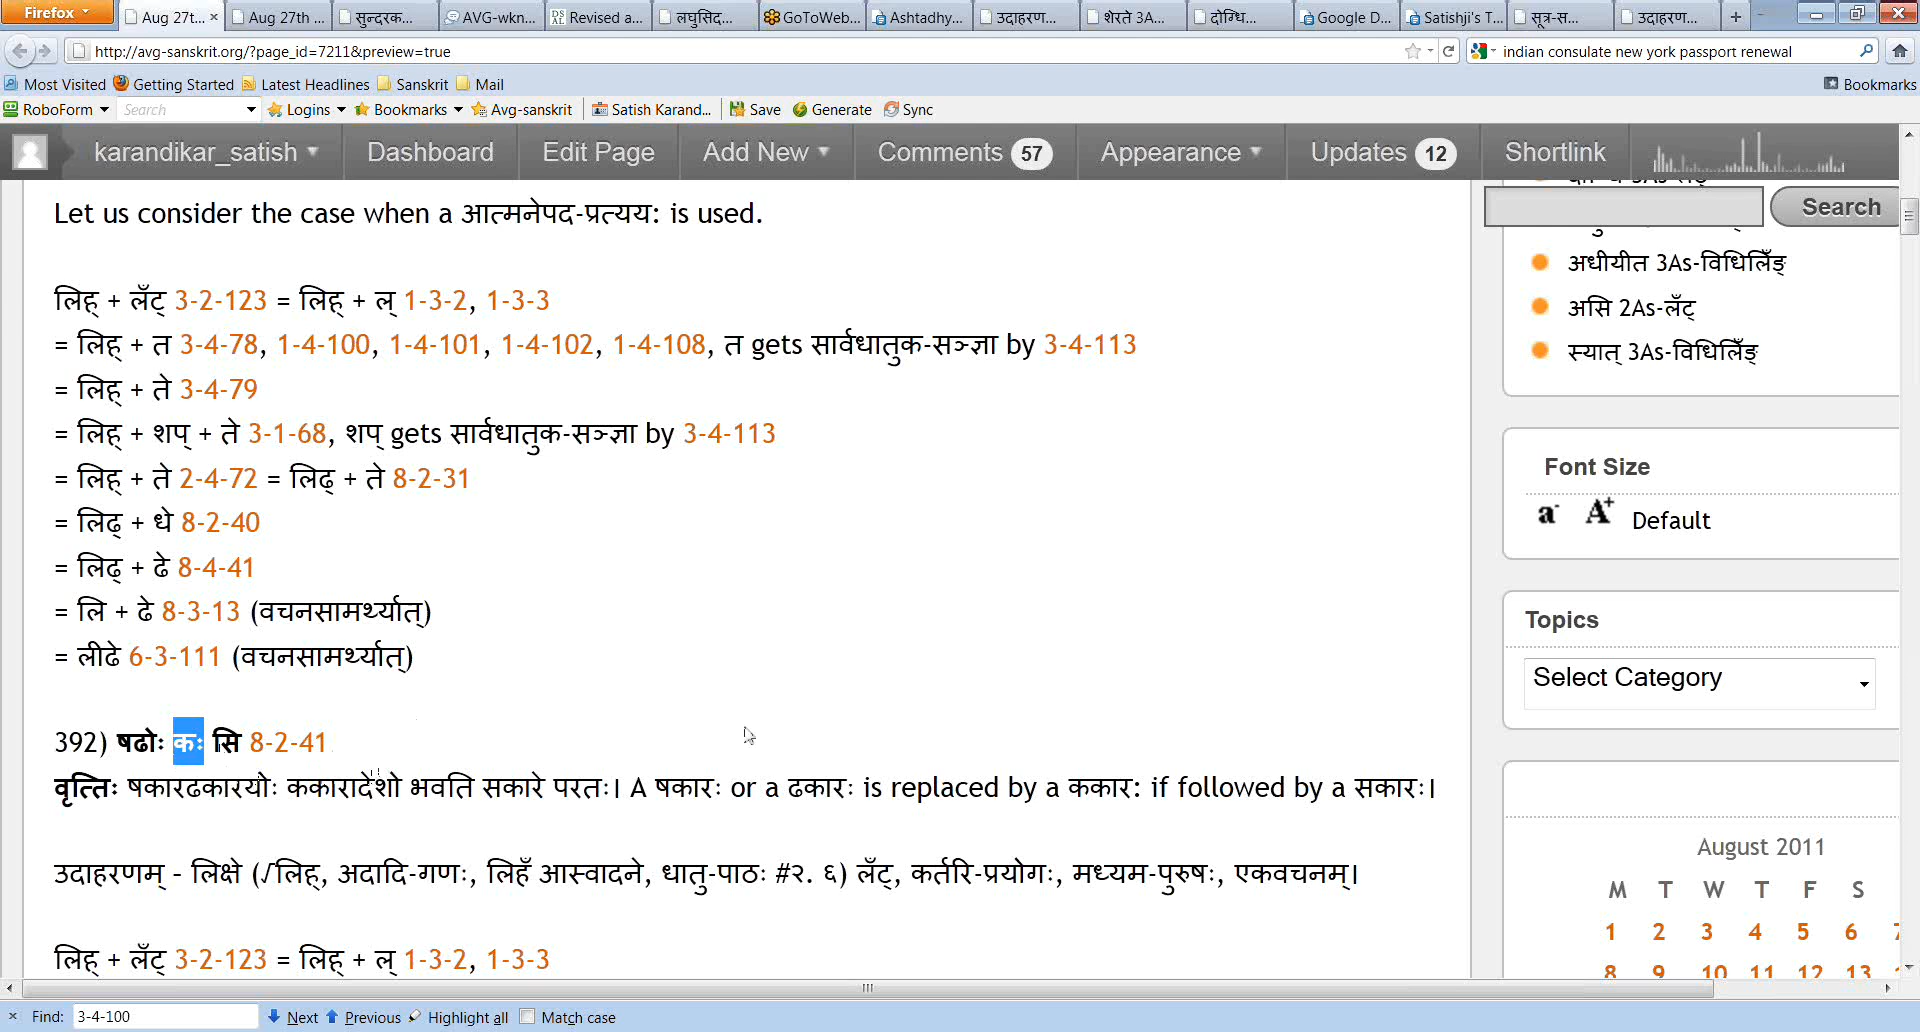 Firefox
Aug 27t...
Aug 27th ...
सुन्दरक...
AVG-wkn...
Revised a...
लघुसिद्...
GoToWeb...
Ashtadhy...
उदाहरण...
शेरते 3A...
दोग्धि...
Google D...
Satishji's T...
सूत्र-स...
उदाहरण...
http://avg-sanskrit.org/?page_id=7211&preview=true
indian consulate new york passport renewal
Most Visited Getting Started Latest Headlines Sanskrit Mail Bookmarks
RoboForm Search Logins Bookmarks Avg-sanskrit Satish Karand... Save Generate Sync
karandikar_satish Dashboard Edit Page Add New Comments 57 Appearance Updates 12 Shortlink
Let us consider the case when a आत्मनेपद-प्रत्यय: is used.
लिह् + लँट् 3-2-123 = लिह् + ल् 1-3-2, 1-3-3
= लिह् + त 3-4-78, 1-4-100, 1-4-101, 1-4-102, 1-4-108, त gets सार्वधातुक-सञ्ज्ञा by 3-4-113
= लिह् + ते 3-4-79
= लिह् + शप् + ते 3-1-68, शप् gets सार्वधातुक-सञ्ज्ञा by 3-4-113
= लिह् + ते 2-4-72 = लिढ् + ते 8-2-31
= लिढ् + धे 8-2-40
= लिढ् + ढे 8-4-41
= लि + ढे 8-3-13 (वचनसामर्थ्यात्)
= लीढे 6-3-111 (वचनसामर्थ्यात्)
392) षढोः कः सि 8-2-41
वृत्तिः षकारढकारयोः ककारादेशो भवति सकारे परतः। A षकारः or a ढकारः is replaced by a ककार: if followed by a सकारः।
उदाहरणम् - लिक्षे (√लिह्, अदादि-गणः, लिहँ आस्वादने, धातु-पाठः #२. ६) लँट्, कर्तरि-प्रयोगः, मध्यम-पुरुषः, एकवचनम्।
लिह् + लँट् 3-2-123 = लिह् + ल् 1-3-2, 1-3-3
Search
अधीयीत 3As-विधिलिँङ्
असि 2As-लँट्
स्यात् 3As-विधिलिँङ्
Font Size
a- A+ Default
Topics
Select Category
August 2011
M T W T F S
1 2 3 4 5 6 7
8 9 10 11 12 13
× Find: 3-4-100 Next Previous Highlight all Match case